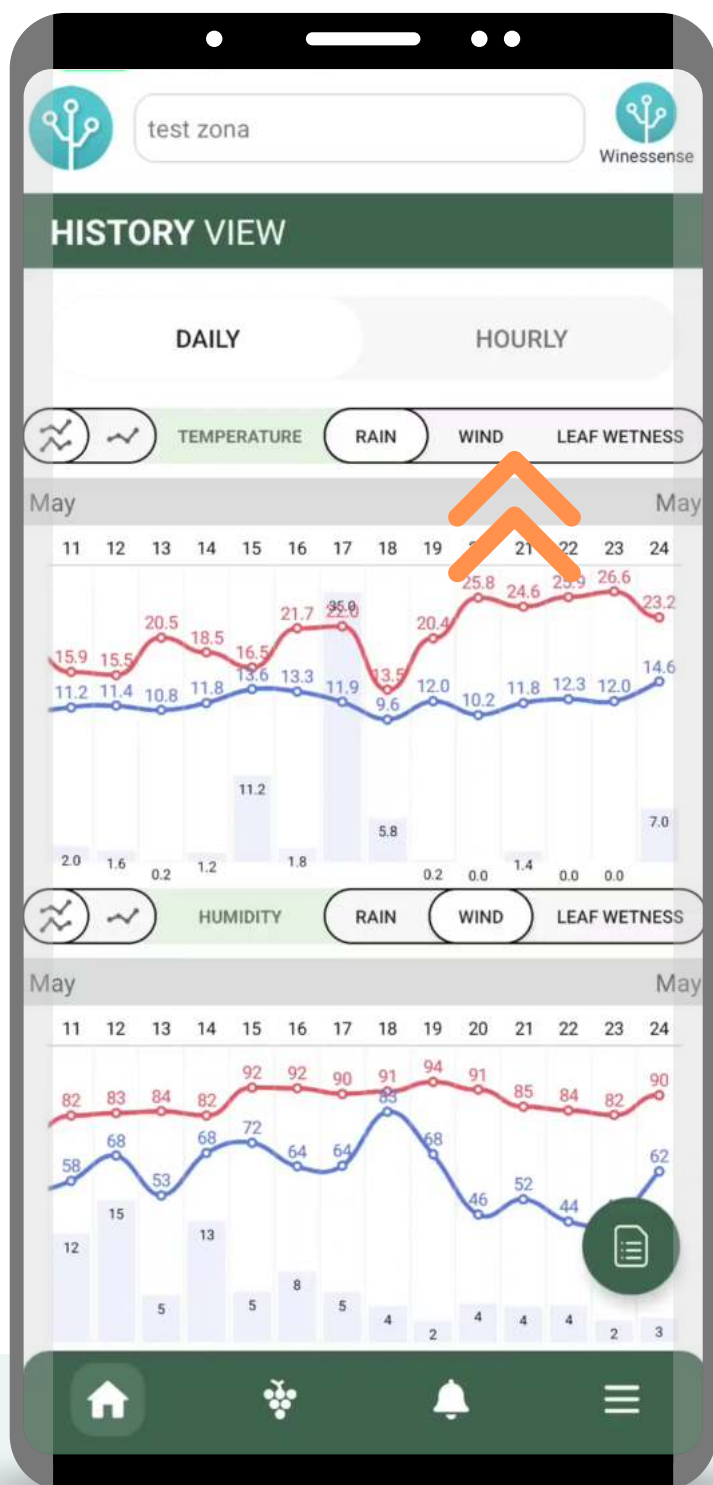 test zona
Winessense
HISTORY VIEW
DAILY HOURLY
TEMPERATURE RAIN WIND LEAF WETNESS
May May
11 12 13 14 15 16 17 18 19 21 22 23 24
15.9 15.5 20.5 18.5 16.5 21.7 22.0 13.5 20.4 25.8 24.6 25.9 26.6 23.2
11.2 11.4 10.8 11.8 13.6 13.3 11.9 9.6 12.0 10.2 11.8 12.3 12.0 14.6
2.0 1.6 0.2 1.2 11.2 1.8 35.0 5.8 0.2 0.0 1.4 0.0 0.0 7.0
HUMIDITY RAIN WIND LEAF WETNESS
May May
11 12 13 14 15 16 17 18 19 20 21 22 23 24
82 83 84 82 92 92 90 91 94 91 85 84 82 90
58 68 53 68 72 64 64 83 68 46 52 44 62
12 15 5 13 5 8 5 4 2 4 4 4 2 3